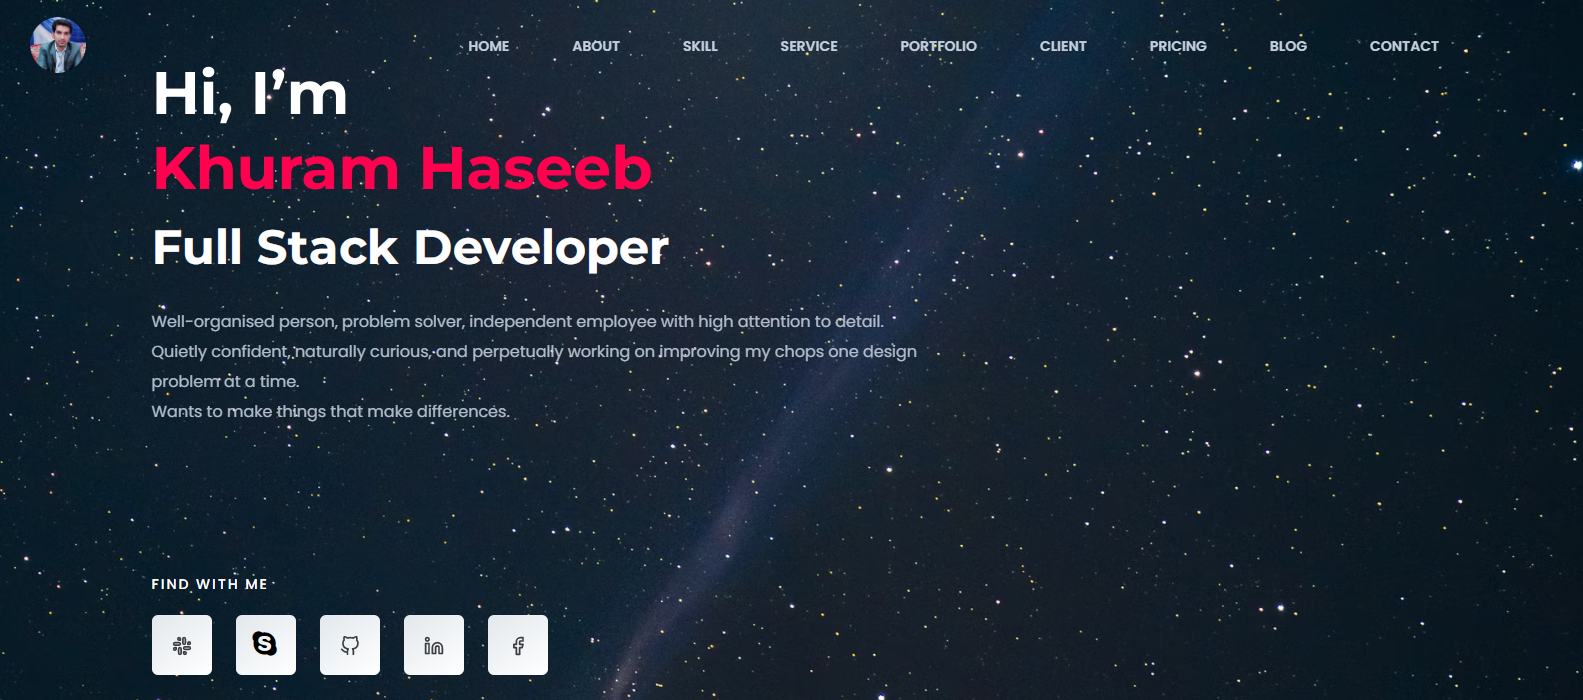 HOME ABOUT SKILL SERVICE PORTFOLIO CLIENT PRICING BLOG CONTACT
Hi, I’m
Khuram Haseeb
Full Stack Developer
Well-organised person, problem solver, independent employee with high attention to detail.
Quietly confident, naturally curious, and perpetually working on improving my chops one design
problem at a time.
Wants to make things that make differences.
FIND WITH ME